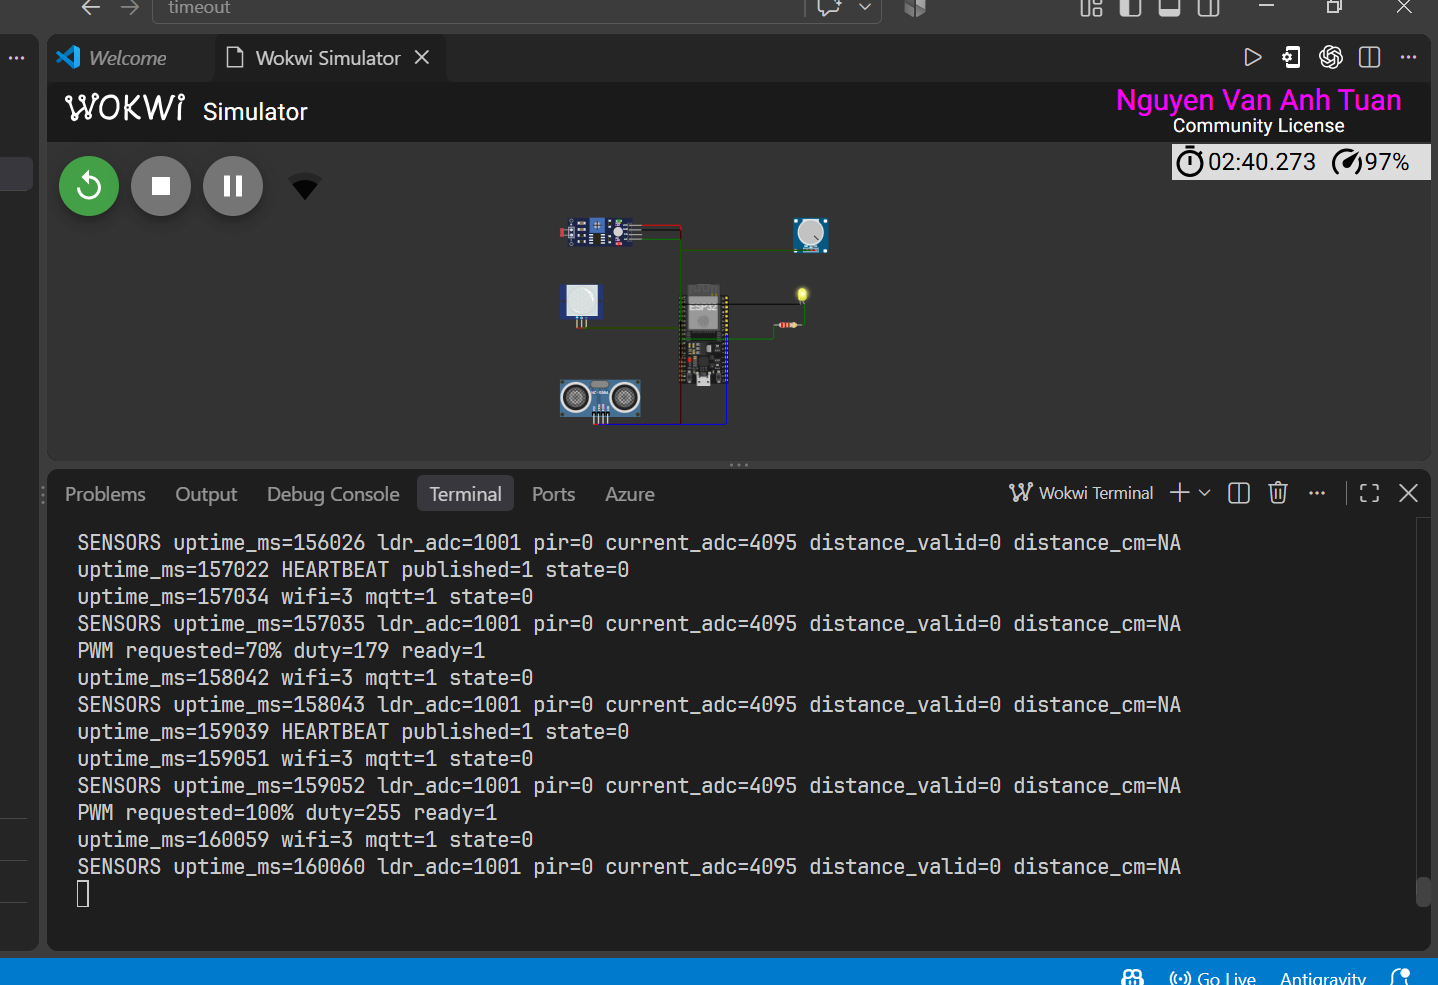 timeout
Welcome
Wokwi Simulator
WOKWi Simulator
Nguyen Van Anh Tuan
Community License
02:40.273 97%
ESP32
Problems Output Debug Console Terminal Ports Azure
Wokwi Terminal
SENSORS uptime_ms=156026 ldr_adc=1001 pir=0 current_adc=4095 distance_valid=0 distance_cm=NA
uptime_ms=157022 HEARTBEAT published=1 state=0
uptime_ms=157034 wifi=3 mqtt=1 state=0
SENSORS uptime_ms=157035 ldr_adc=1001 pir=0 current_adc=4095 distance_valid=0 distance_cm=NA
PWM requested=70% duty=179 ready=1
uptime_ms=158042 wifi=3 mqtt=1 state=0
SENSORS uptime_ms=158043 ldr_adc=1001 pir=0 current_adc=4095 distance_valid=0 distance_cm=NA
uptime_ms=159039 HEARTBEAT published=1 state=0
uptime_ms=159051 wifi=3 mqtt=1 state=0
SENSORS uptime_ms=159052 ldr_adc=1001 pir=0 current_adc=4095 distance_valid=0 distance_cm=NA
PWM requested=100% duty=255 ready=1
uptime_ms=160059 wifi=3 mqtt=1 state=0
SENSORS uptime_ms=160060 ldr_adc=1001 pir=0 current_adc=4095 distance_valid=0 distance_cm=NA
Go Live Antigravity